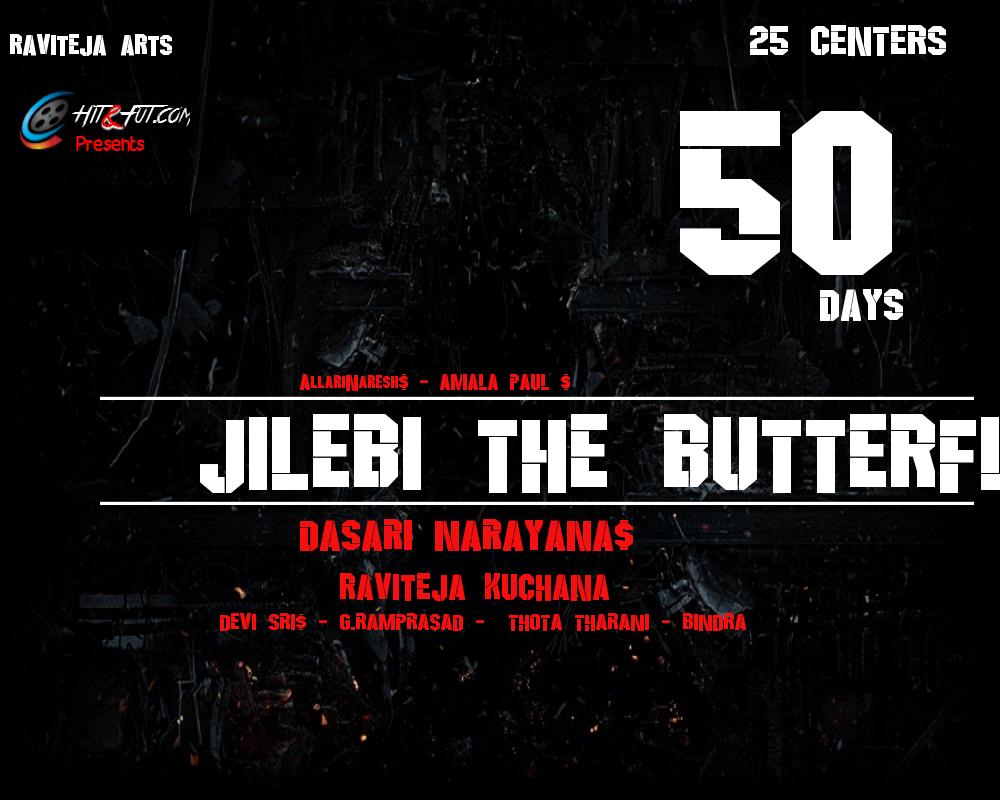 RAVITEJA ARTS
25 CENTERS
HIT&FUT.COM
Presents
50
DAYS
AllariNaresh$ - AMALA PAUL $
JILEBI THE BUTTERFL
DASARI NARAYANA$
RAVITEJA KUCHANA
DEVI SRI$ - G.RAMPRASAD - THOTA THARANI - BINDRA